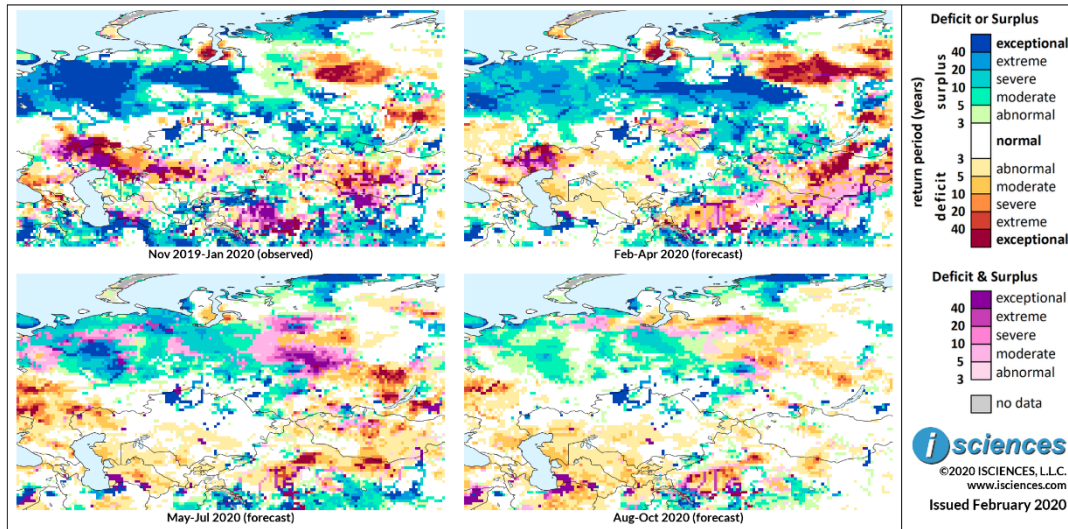 Nov 2019-Jan 2020 (observed)
Feb-Apr 2020 (forecast)
May-Jul 2020 (forecast)
Aug-Oct 2020 (forecast)
Deficit or Surplus
return period (years)
surplus
deficit
40
20
10
5
3
3
5
10
20
40
exceptional
extreme
severe
moderate
abnormal
normal
abnormal
moderate
severe
extreme
exceptional
Deficit & Surplus
40
20
10
5
3
exceptional
extreme
severe
moderate
abnormal
no data
i sciences
©2020 ISCIENCES, L.L.C.
www.isciences.com
Issued February 2020